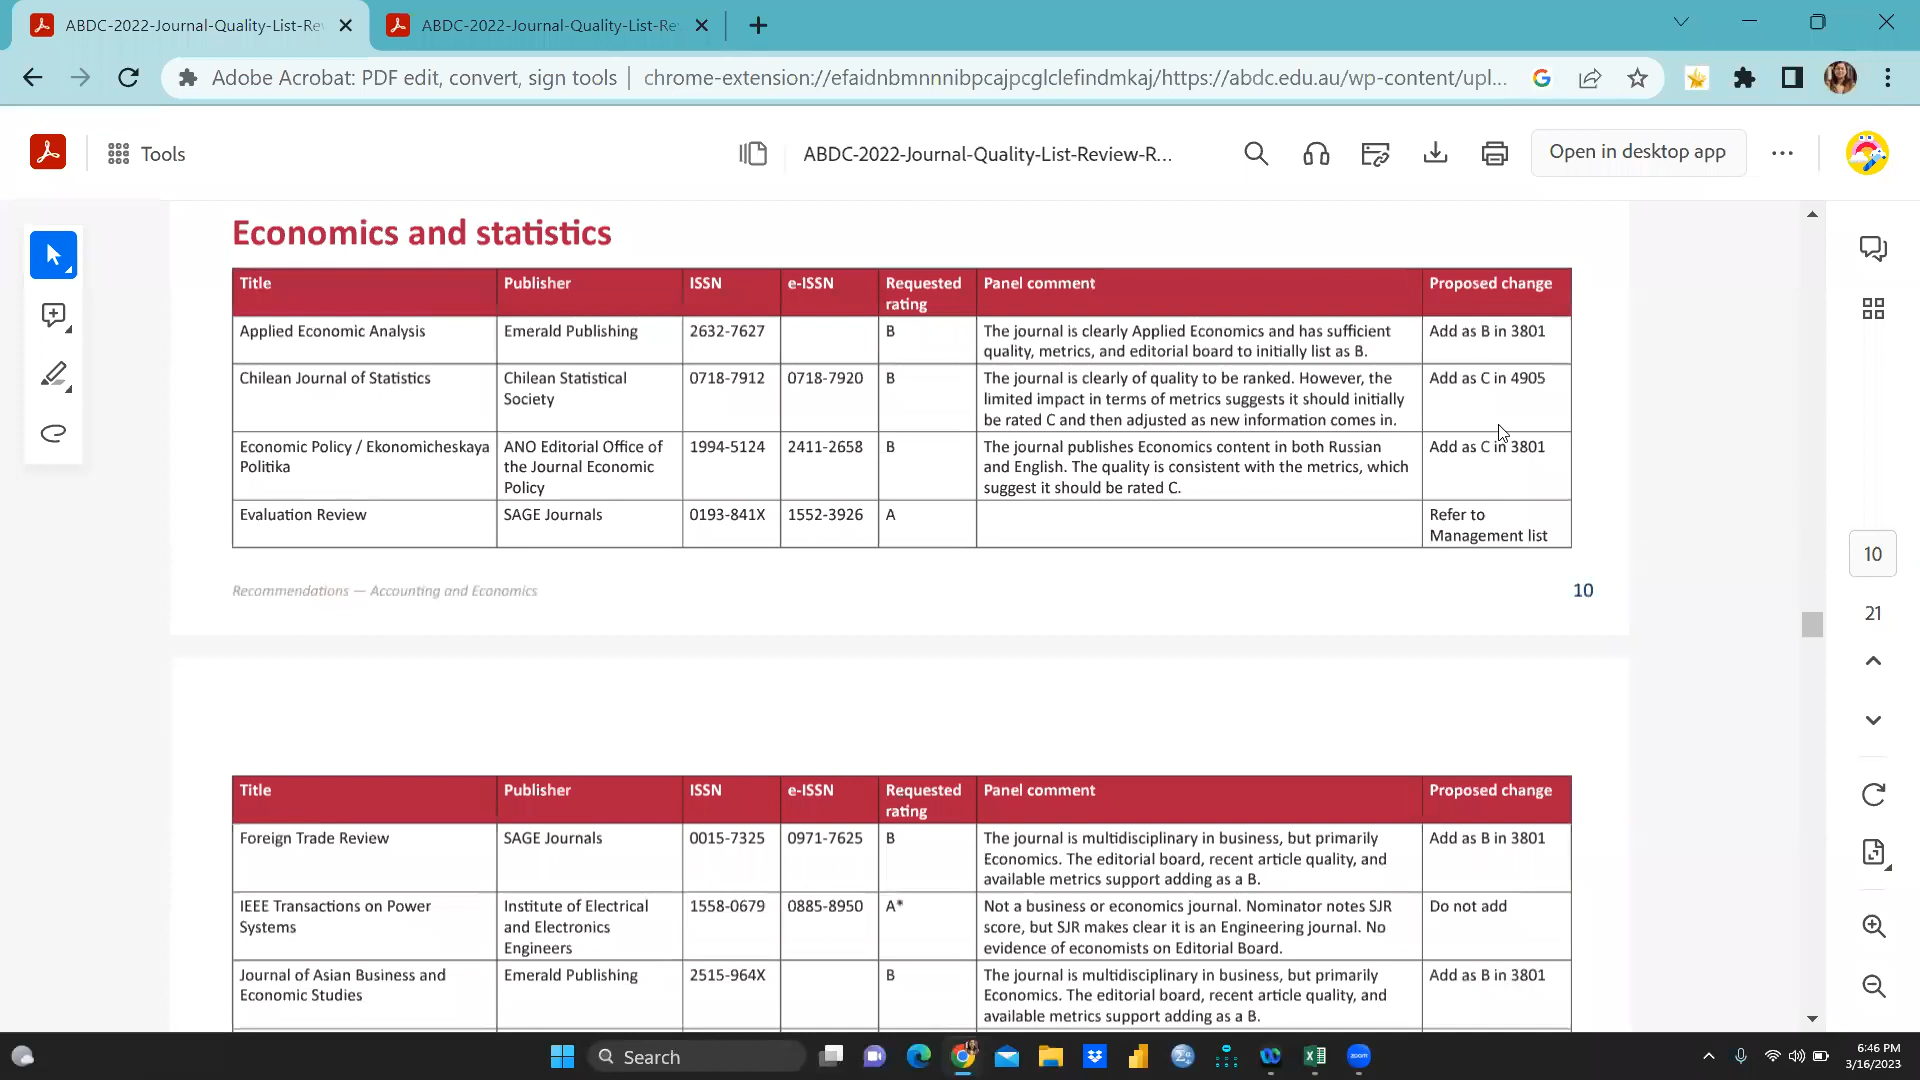 ABDC-2022-Journal-Quality-List-Re
ABDC-2022-Journal-Quality-List-Re
Adobe Acrobat: PDF edit, convert, sign tools | chrome-extension://efaidnbmnnnibpcajpcglclefindmkaj/https://abdc.edu.au/wp-content/upl...
Tools
ABDC-2022-Journal-Quality-List-Review-R...
Open in desktop app
Economics and statistics
Title Publisher ISSN e-ISSN Requested rating Panel comment Proposed change
Applied Economic Analysis Emerald Publishing 2632-7627 B The journal is clearly Applied Economics and has sufficient Add as B in 3801
quality, metrics, and editorial board to initially list as B.
Chilean Journal of Statistics Chilean Statistical 0718-7912 0718-7920 B The journal is clearly of quality to be ranked. However, the Add as C in 4905
Society limited impact in terms of metrics suggests it should initially
be rated C and then adjusted as new information comes in.
Economic Policy / Ekonomicheskaya ANO Editorial Office of 1994-5124 2411-2658 B The journal publishes Economics content in both Russian Add as C in 3801
Politika the Journal Economic and English. The quality is consistent with the metrics, which
Policy suggest it should be rated C.
Evaluation Review SAGE Journals 0193-841X 1552-3926 A Refer to
Management list
Recommendations — Accounting and Economics 10
Title Publisher ISSN e-ISSN Requested rating Panel comment Proposed change
Foreign Trade Review SAGE Journals 0015-7325 0971-7625 B The journal is multidisciplinary in business, but primarily Add as B in 3801
Economics. The editorial board, recent article quality, and
available metrics support adding as a B.
IEEE Transactions on Power Institute of Electrical 1558-0679 0885-8950 A* Not a business or economics journal. Nominator notes SJR Do not add
Systems and Electronics score, but SJR makes clear it is an Engineering journal. No
Engineers evidence of economists on Editorial Board.
Journal of Asian Business and Emerald Publishing 2515-964X B The journal is multidisciplinary in business, but primarily Add as B in 3801
Economic Studies Economics. The editorial board, recent article quality, and
available metrics support adding as a B.
10
21
Search
zoom
6:46 PM
3/16/2023